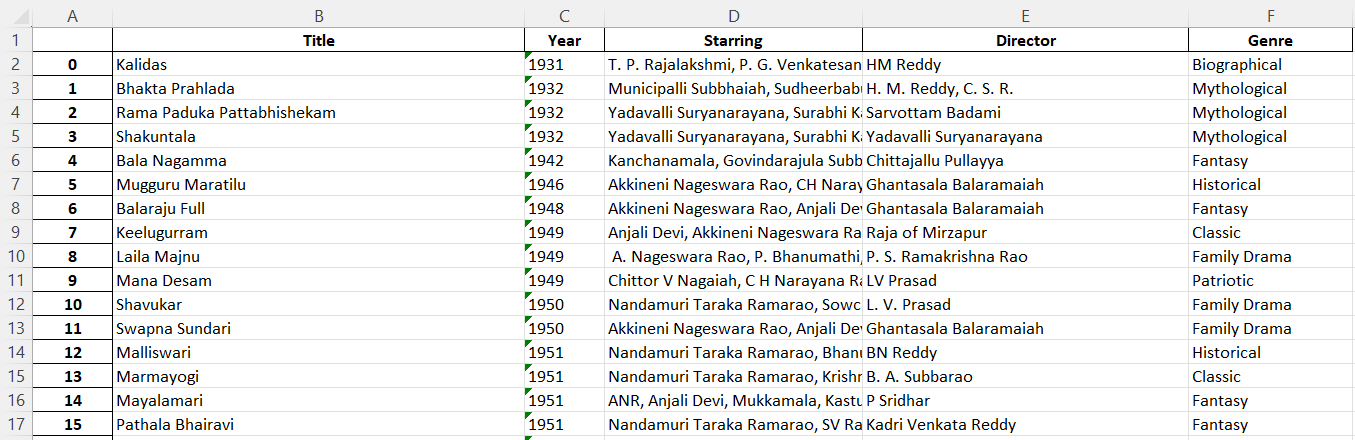 A B C D E F
1 Title Year Starring Director Genre
2 0 Kalidas 1931 T. P. Rajalakshmi, P. G. Venkatesan HM Reddy Biographical
3 1 Bhakta Prahlada 1932 Municipalli Subbhaiah, Sudheerbab H. M. Reddy, C. S. R. Mythological
4 2 Rama Paduka Pattabhishekam 1932 Yadavalli Suryanarayana, Surabhi K Sarvottam Badami Mythological
5 3 Shakuntala 1932 Yadavalli Suryanarayana, Surabhi K Yadavalli Suryanarayana Mythological
6 4 Bala Nagamma 1942 Kanchanamala, Govindarajula Subb Chittajallu Pullayya Fantasy
7 5 Mugguru Maratilu 1946 Akkineni Nageswara Rao, CH Naray Ghantasala Balaramaiah Historical
8 6 Balaraju Full 1948 Akkineni Nageswara Rao, Anjali De Ghantasala Balaramaiah Fantasy
9 7 Keelugurram 1949 Anjali Devi, Akkineni Nageswara Ra Raja of Mirzapur Classic
10 8 Laila Majnu 1949 A. Nageswara Rao, P. Bhanumathi, P. S. Ramakrishna Rao Family Drama
11 9 Mana Desam 1949 Chittor V Nagaiah, C H Narayana Ra LV Prasad Patriotic
12 10 Shavukar 1950 Nandamuri Taraka Ramarao, Sowc L. V. Prasad Family Drama
13 11 Swapna Sundari 1950 Akkineni Nageswara Rao, Anjali De Ghantasala Balaramaiah Family Drama
14 12 Malliswari 1951 Nandamuri Taraka Ramarao, Bhan BN Reddy Historical
15 13 Marmayogi 1951 Nandamuri Taraka Ramarao, Krish B. A. Subbarao Classic
16 14 Mayalamari 1951 ANR, Anjali Devi, Mukkamala, Kastu P Sridhar Fantasy
17 15 Pathala Bhairavi 1951 Nandamuri Taraka Ramarao, SV Ra Kadri Venkata Reddy Fantasy